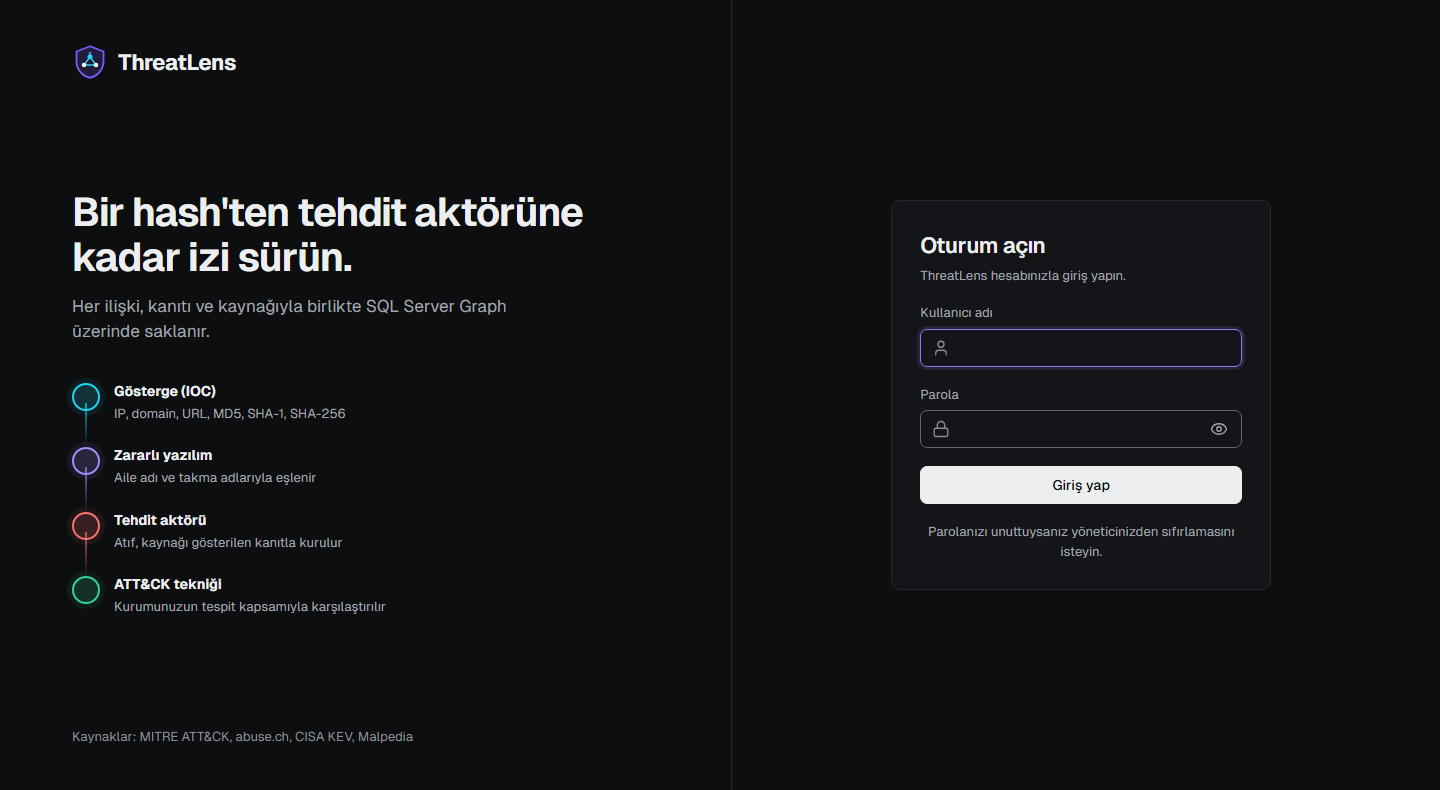 ThreatLens
Bir hash'ten tehdit aktörüne
kadar izi sürün.
Her ilişki, kanıtı ve kaynağıyla birlikte SQL Server Graph
üzerinde saklanır.
Gösterge (IOC)
IP, domain, URL, MD5, SHA-1, SHA-256
Zararlı yazılım
Aile adı ve takma adlarıyla eşlenir
Tehdit aktörü
Atıf, kaynağı gösterilen kanıtla kurulur
ATT&CK tekniği
Kurumunuzun tespit kapsamıyla karşılaştırılır
Kaynaklar: MITRE ATT&CK, abuse.ch, CISA KEV, Malpedia
Oturum açın
ThreatLens hesabınızla giriş yapın.
Kullanıcı adı
Parola
Giriş yap
Parolanızı unuttuysanız yöneticinizden sıfırlamasını
isteyin.